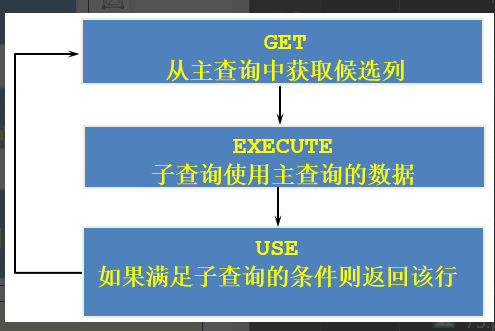 GET
从主查询中获取候选列
EXECUTE
子查询使用主查询的数据
USE
如果满足子查询的条件则返回该行